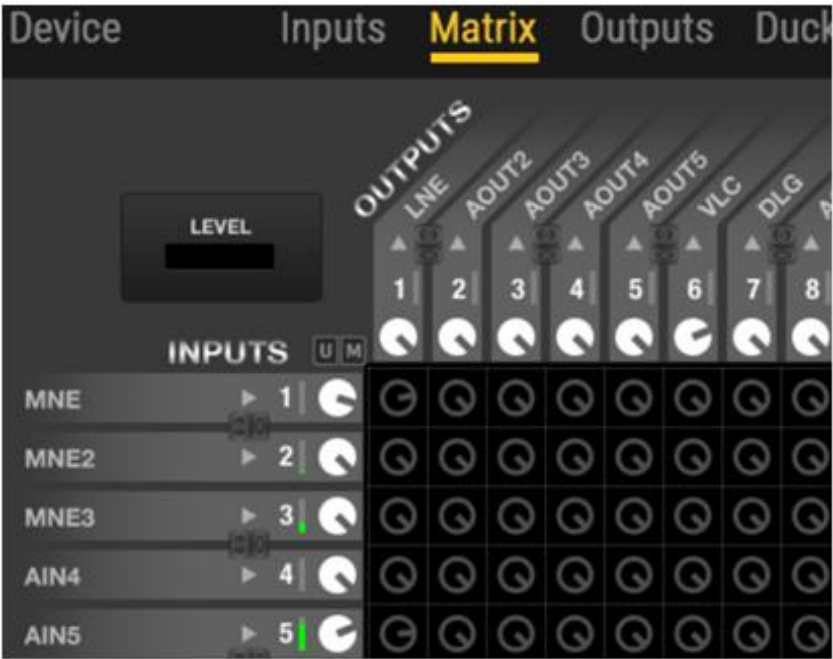 Device Inputs Matrix Outputs Duck
OUTPUTS
LNE AOUT2 AOUT3 AOUT4 AOUT5 VLC DLG A
LEVEL
1 2 3 4 5 6 7 8
INPUTS U M
MNE 1
MNE2 2
MNE3 3
AIN4 4
AIN5 5